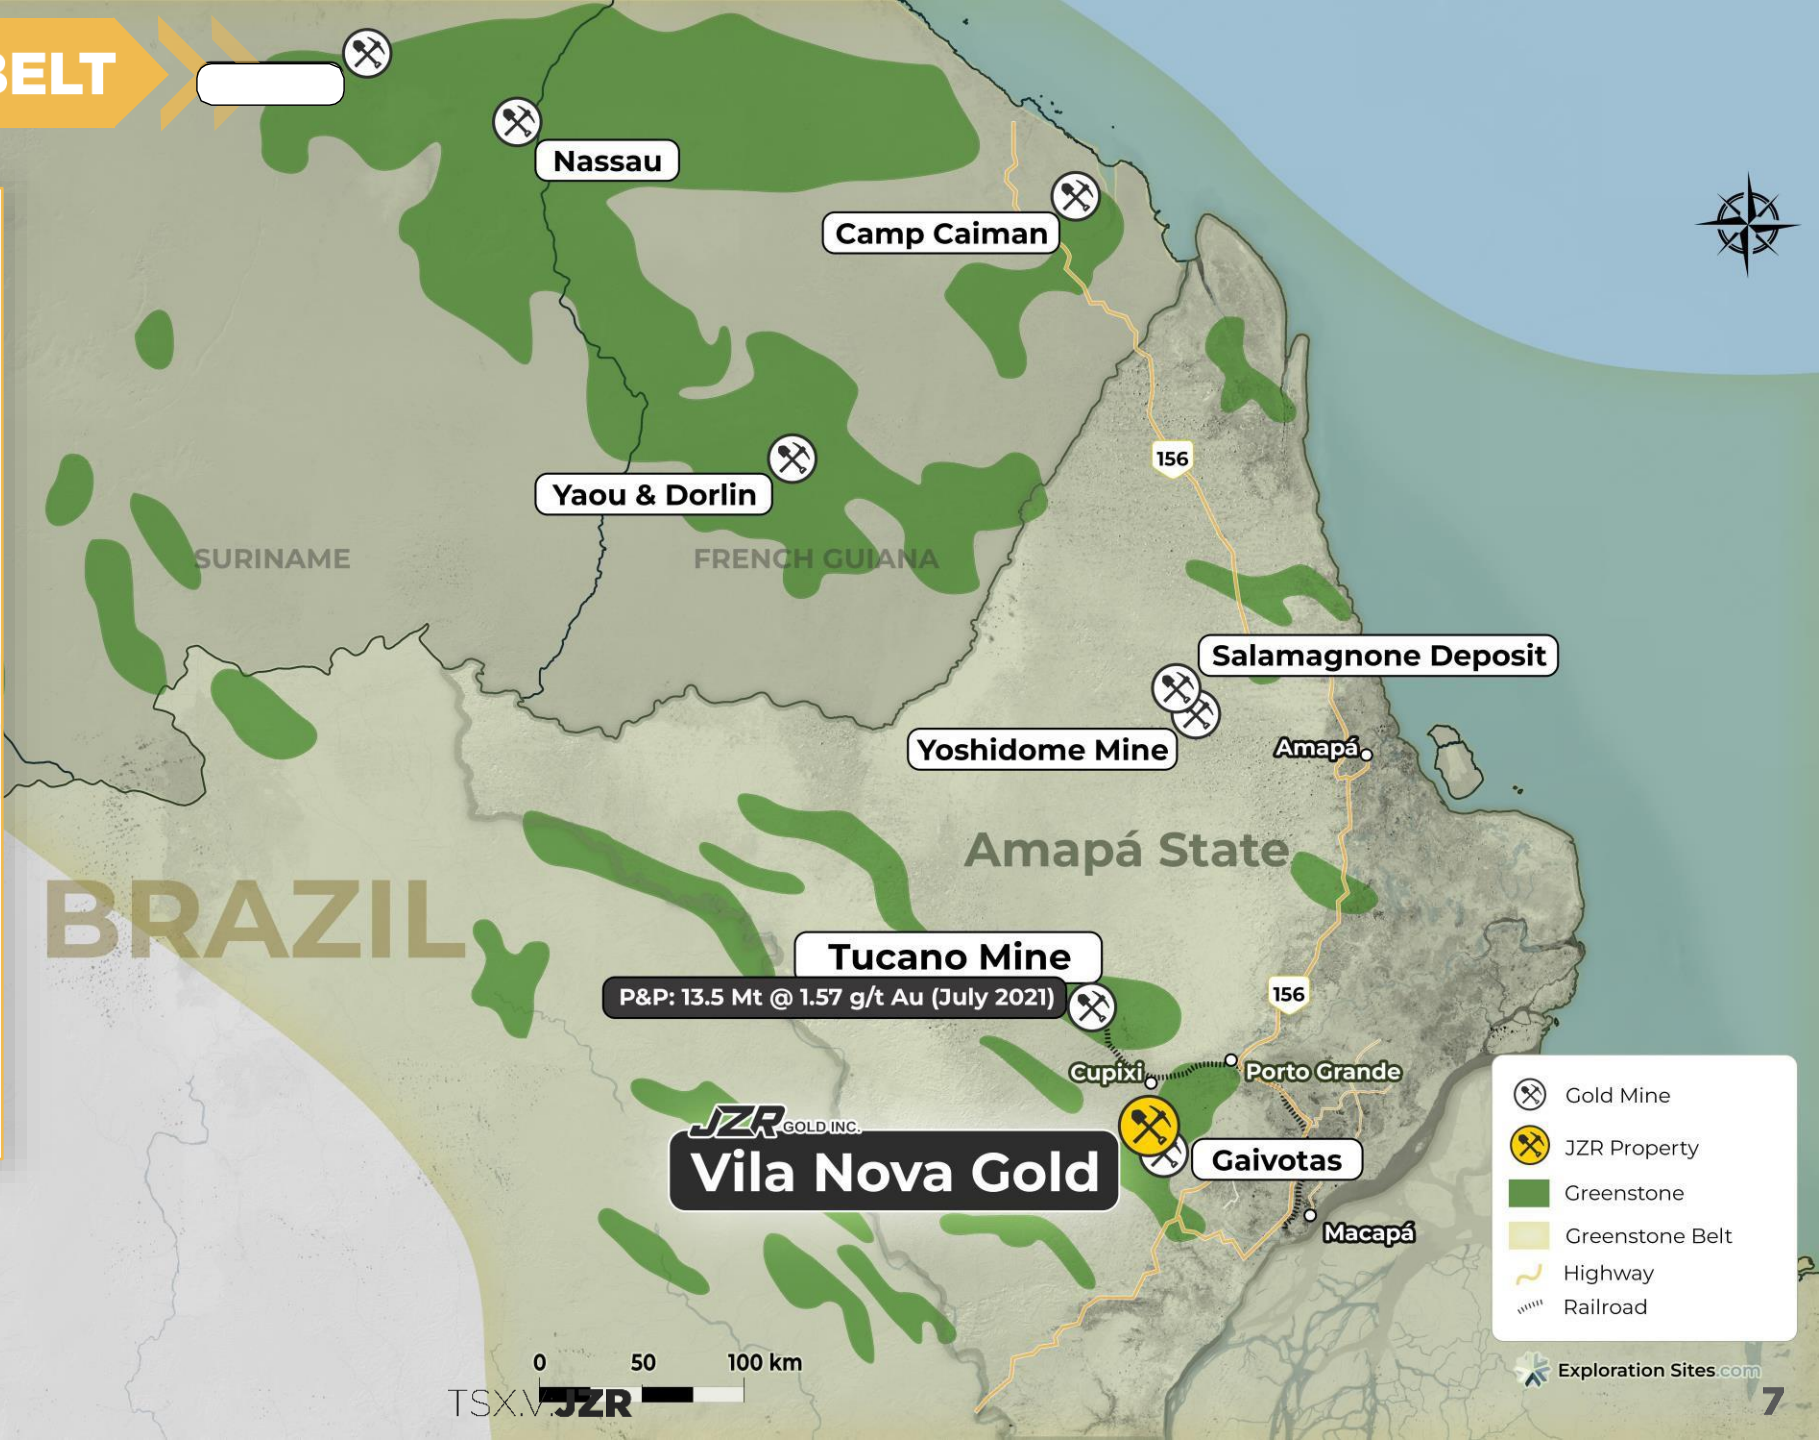 BELT
Nassau
Camp Caiman
156
Yaou & Dorlin
SURINAME
FRENCH GUIANA
Salamagnone Deposit
Yoshidome Mine
Amapá
Amapá State
BRAZIL
Tucano Mine
P&P: 13.5 Mt @ 1.57 g/t Au (July 2021)
156
Cupixi
Porto Grande
JZR GOLD INC.
Vila Nova Gold
Gaivotas
Macapá
Gold Mine
JZR Property
Greenstone
Greenstone Belt
Highway
Railroad
0 50 100 km
Exploration Sites.com
TSX.V:JZR
7